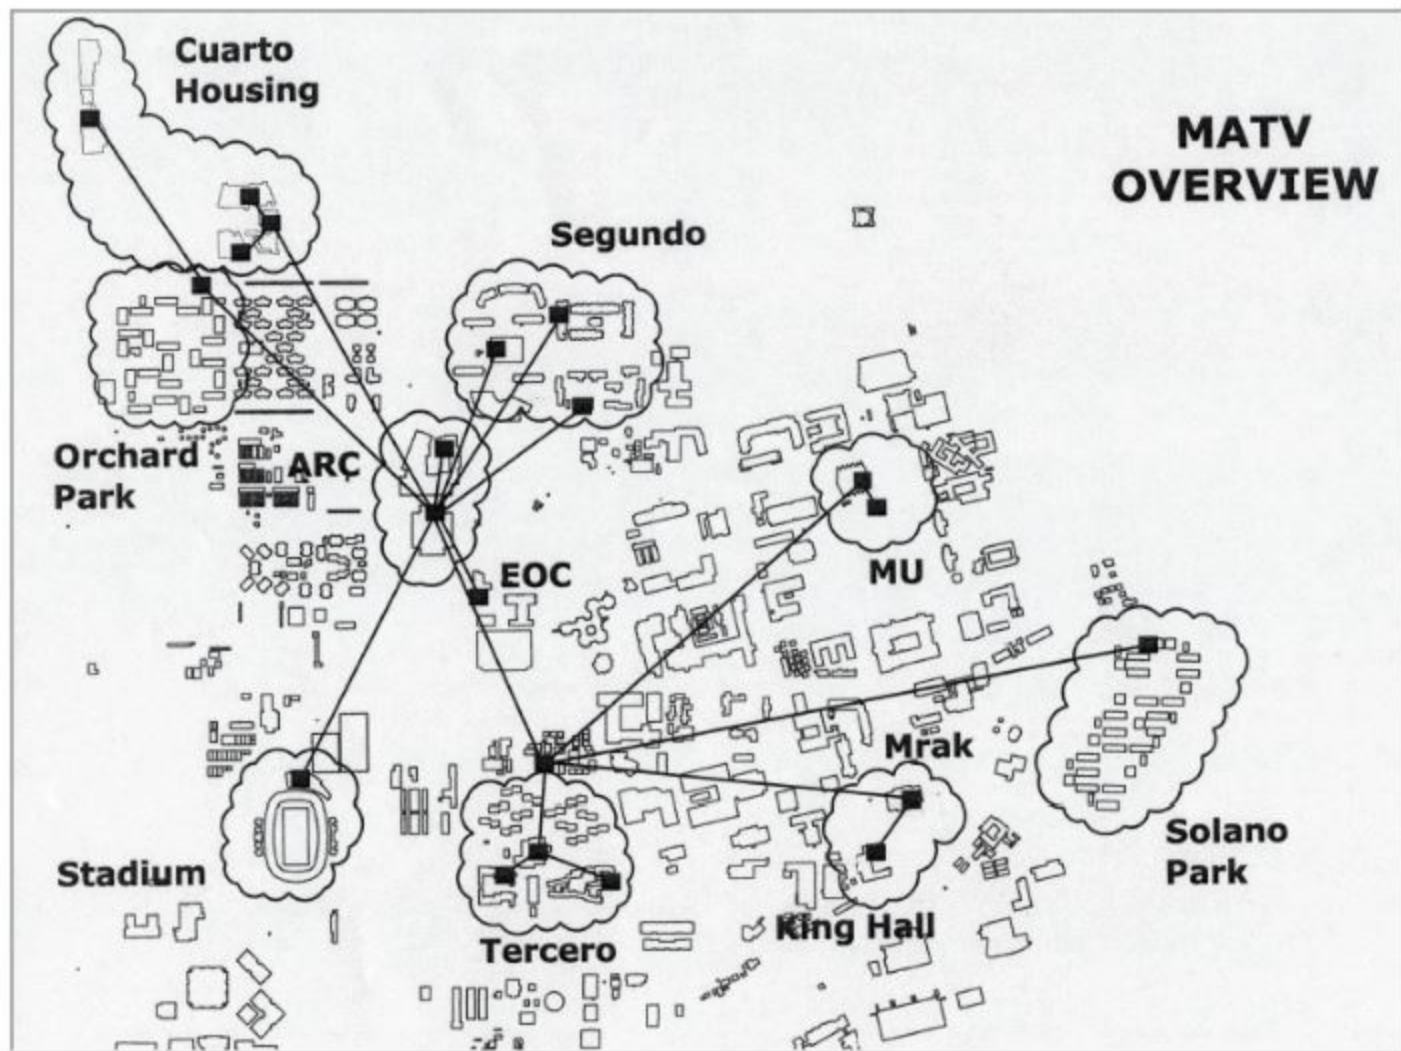 Cuarto
Housing
MATV
OVERVIEW
Segundo
Orchard
Park
ARC
EOC
MU
Mrak
Solano
Park
Stadium
King Hall
Tercero